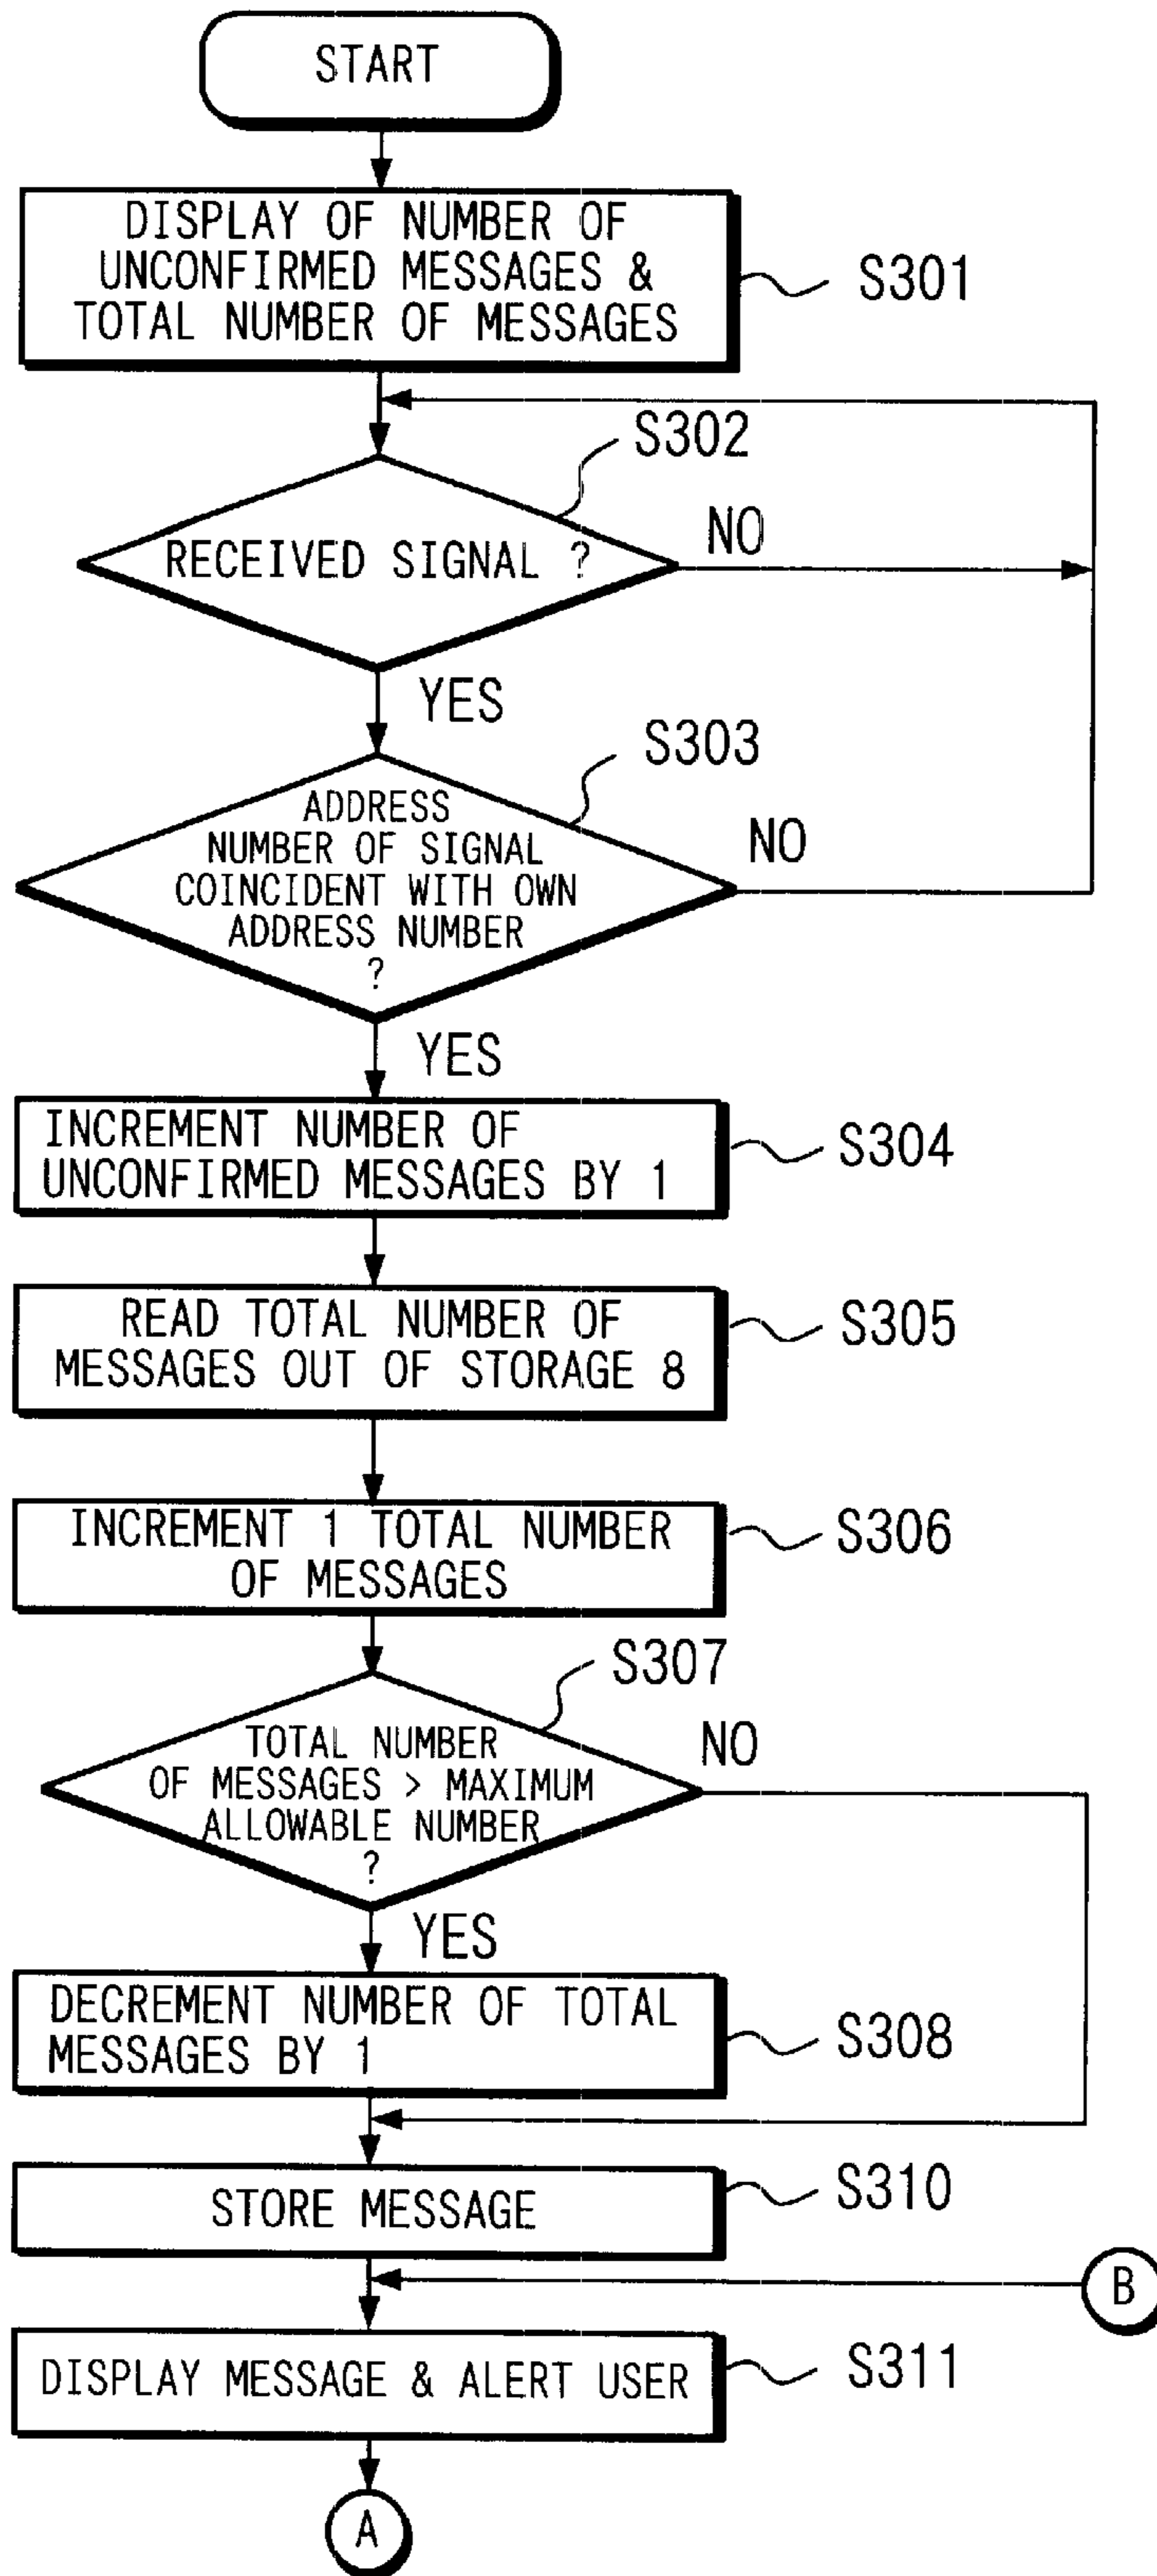 START
DISPLAY OF NUMBER OF
UNCONFIRMED MESSAGES &
TOTAL NUMBER OF MESSAGES
S301
S302
RECEIVED SIGNAL ?
NO
YES
S303
ADDRESS
NUMBER OF SIGNAL
COINCIDENT WITH OWN
ADDRESS NUMBER
?
NO
YES
INCREMENT NUMBER OF
UNCONFIRMED MESSAGES BY 1
S304
READ TOTAL NUMBER OF
MESSAGES OUT OF STORAGE 8
S305
INCREMENT 1 TOTAL NUMBER
OF MESSAGES
S306
S307
TOTAL NUMBER
OF MESSAGES > MAXIMUM
ALLOWABLE NUMBER
?
NO
YES
DECREMENT NUMBER OF TOTAL
MESSAGES BY 1
S308
STORE MESSAGE
S310
B
DISPLAY MESSAGE & ALERT USER
S311
A